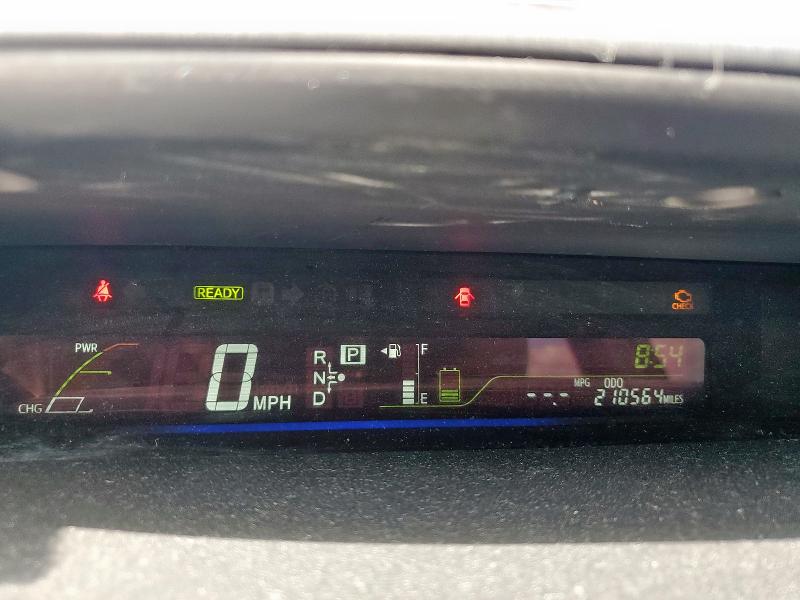 READY
CHECK
PWR
CHG
0 MPH
R
N
D
P
F
E
8:54
MPG
--.-
ODO
210564 MILES